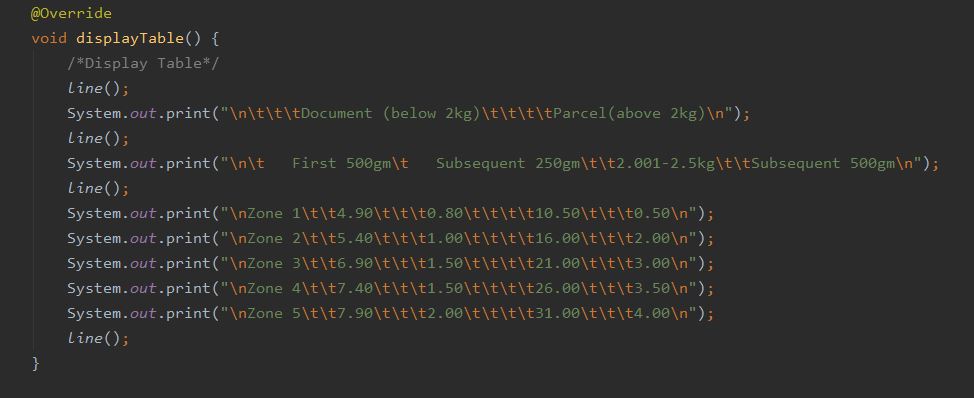 @Override
void displayTable() {
/*Display Table*/
line();
System.out.print("\n\t\t\t\tDocument (below 2kg)\t\t\t\tParcel(above 2kg)\n");
line();
System.out.print("\n\t   First 500gm\t   Subsequent 250gm\t\t2.001-2.5kg\t\tSubsequent 500gm\n");
line();
System.out.print("\nZone 1\t\t4.90\t\t\t0.80\t\t\t\t10.50\t\t\t0.50\n");
System.out.print("\nZone 2\t\t5.40\t\t\t1.00\t\t\t\t16.00\t\t\t2.00\n");
System.out.print("\nZone 3\t\t6.90\t\t\t1.50\t\t\t\t21.00\t\t\t3.00\n");
System.out.print("\nZone 4\t\t7.40\t\t\t1.50\t\t\t\t26.00\t\t\t3.50\n");
System.out.print("\nZone 5\t\t7.90\t\t\t2.00\t\t\t\t31.00\t\t\t4.00\n");
line();
}